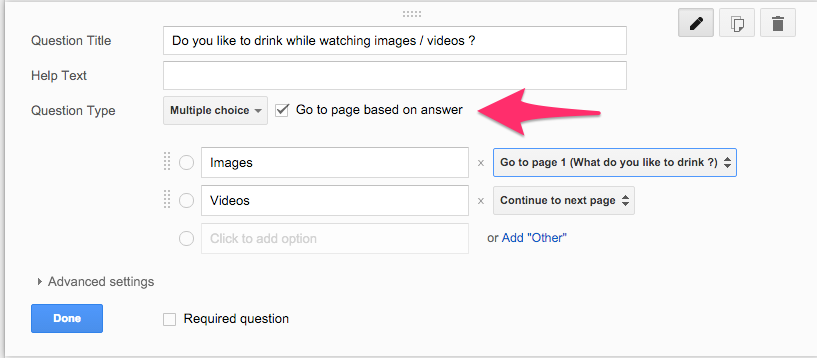 Question Title Do you like to drink while watching images / videos ?
Help Text
Question Type Multiple choice Go to page based on answer
Images x Go to page 1 (What do you like to drink ?)
Videos x Continue to next page
Click to add option or Add "Other"
Advanced settings
Done Required question